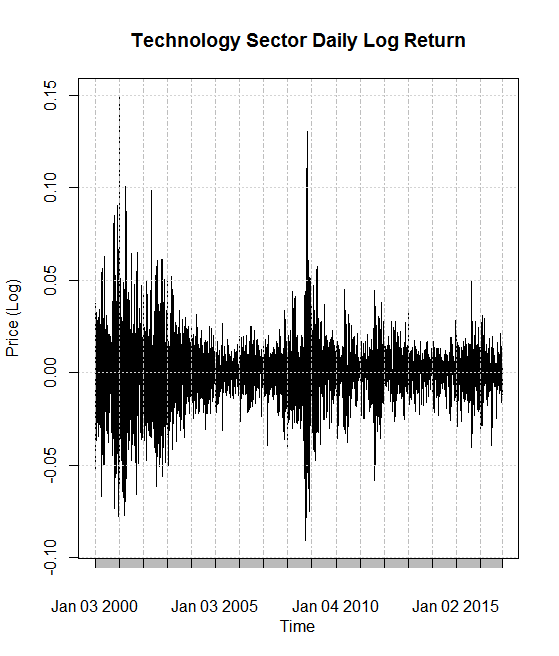 Technology Sector Daily Log Return
Price (Log)
0.15
0.10
0.05
0.00
-0.05
-0.10
Jan 03 2000 Jan 03 2005 Jan 04 2010 Jan 02 2015
Time